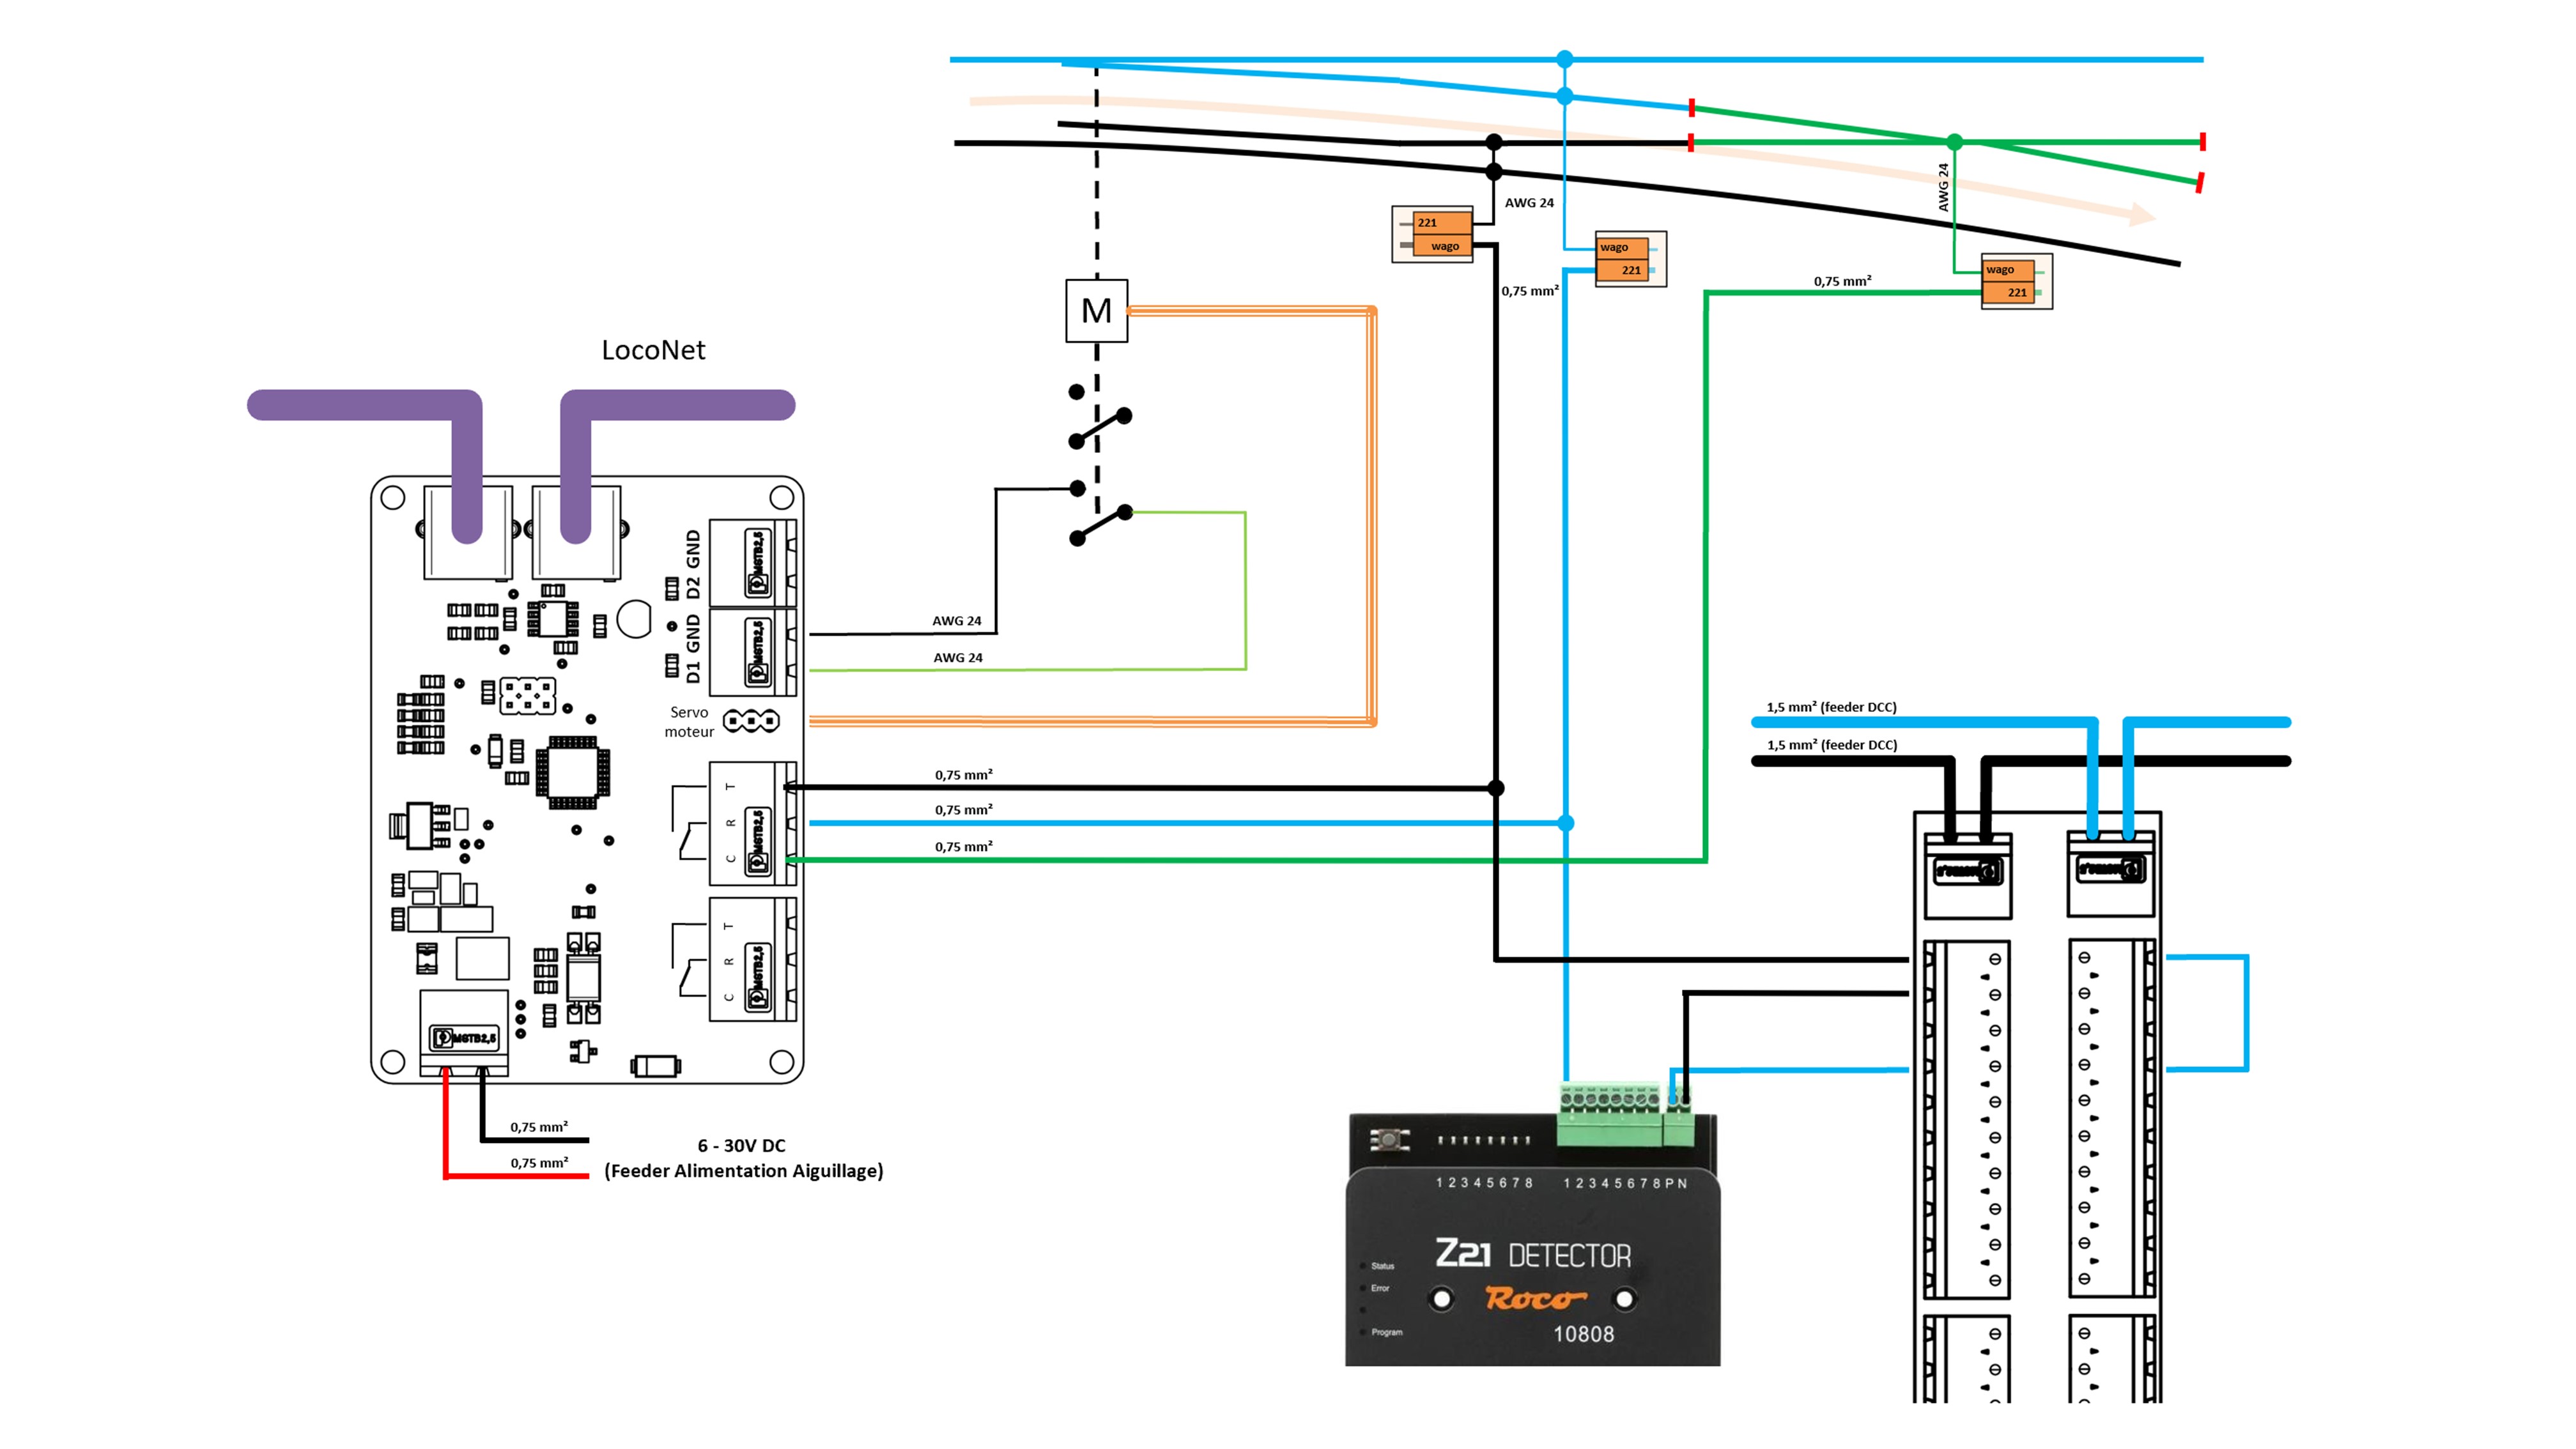 AWG 24
AWG 24
221
wago
wago
221
wago
221
0,75 mm²
0,75 mm²
M
LocoNet
D2 GND
MSTB2,5
D1 GND
MSTB2,5
AWG 24
AWG 24
Servo
moteur
1,5 mm² (feeder DCC)
1,5 mm² (feeder DCC)
0,75 mm²
0,75 mm²
0,75 mm²
C R T
MSTB2,5
C R T
MSTB2,5
MSTB2,5
0,75 mm²
0,75 mm²
6 - 30V DC
(Feeder Alimentation Aiguillage)
1 2 3 4 5 6 7 8
1 2 3 4 5 6 7 8 P N
Z21 DETECTOR
Status
Error
Program
Roco
10808